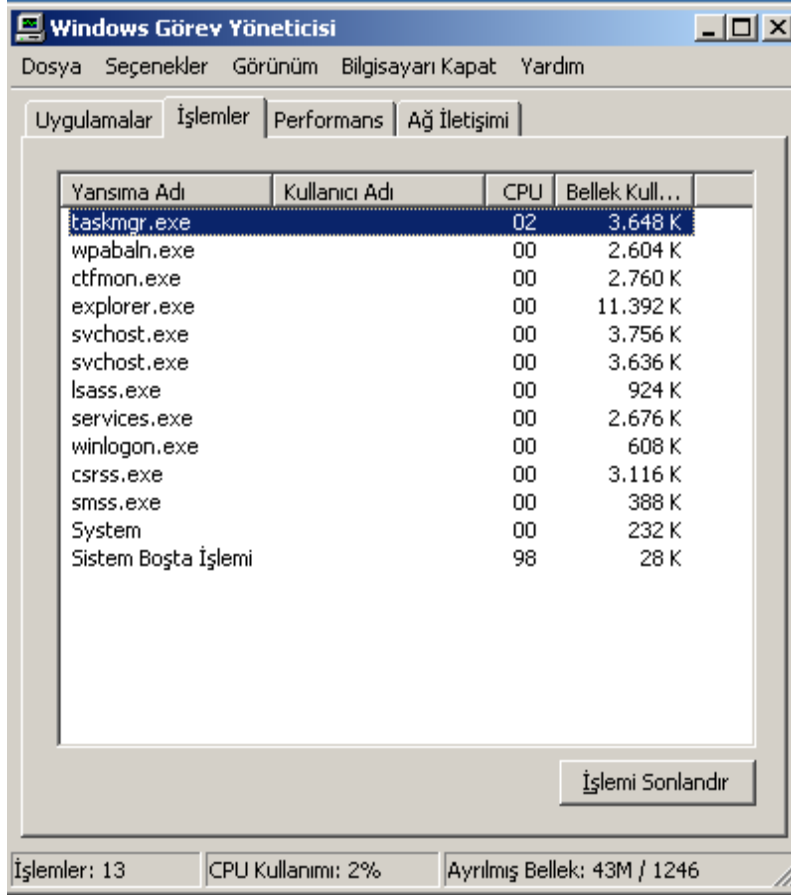 Windows Görev Yöneticisi
Dosya Seçenekler Görünüm Bilgisayarı Kapat Yardım
Uygulamalar İşlemler Performans Ağ İletişimi
Yansıma Adı Kullanıcı Adı CPU Bellek Kull...
taskmgr.exe 02 3.648 K
wpabaln.exe 00 2.604 K
ctfmon.exe 00 2.760 K
explorer.exe 00 11.392 K
svchost.exe 00 3.756 K
svchost.exe 00 3.636 K
lsass.exe 00 924 K
services.exe 00 2.676 K
winlogon.exe 00 608 K
csrss.exe 00 3.116 K
smss.exe 00 388 K
System 00 232 K
Sistem Boşta İşlemi 98 28 K
İşlemi Sonlandır
İşlemler: 13 CPU Kullanımı: 2% Ayrılmış Bellek: 43M / 1246